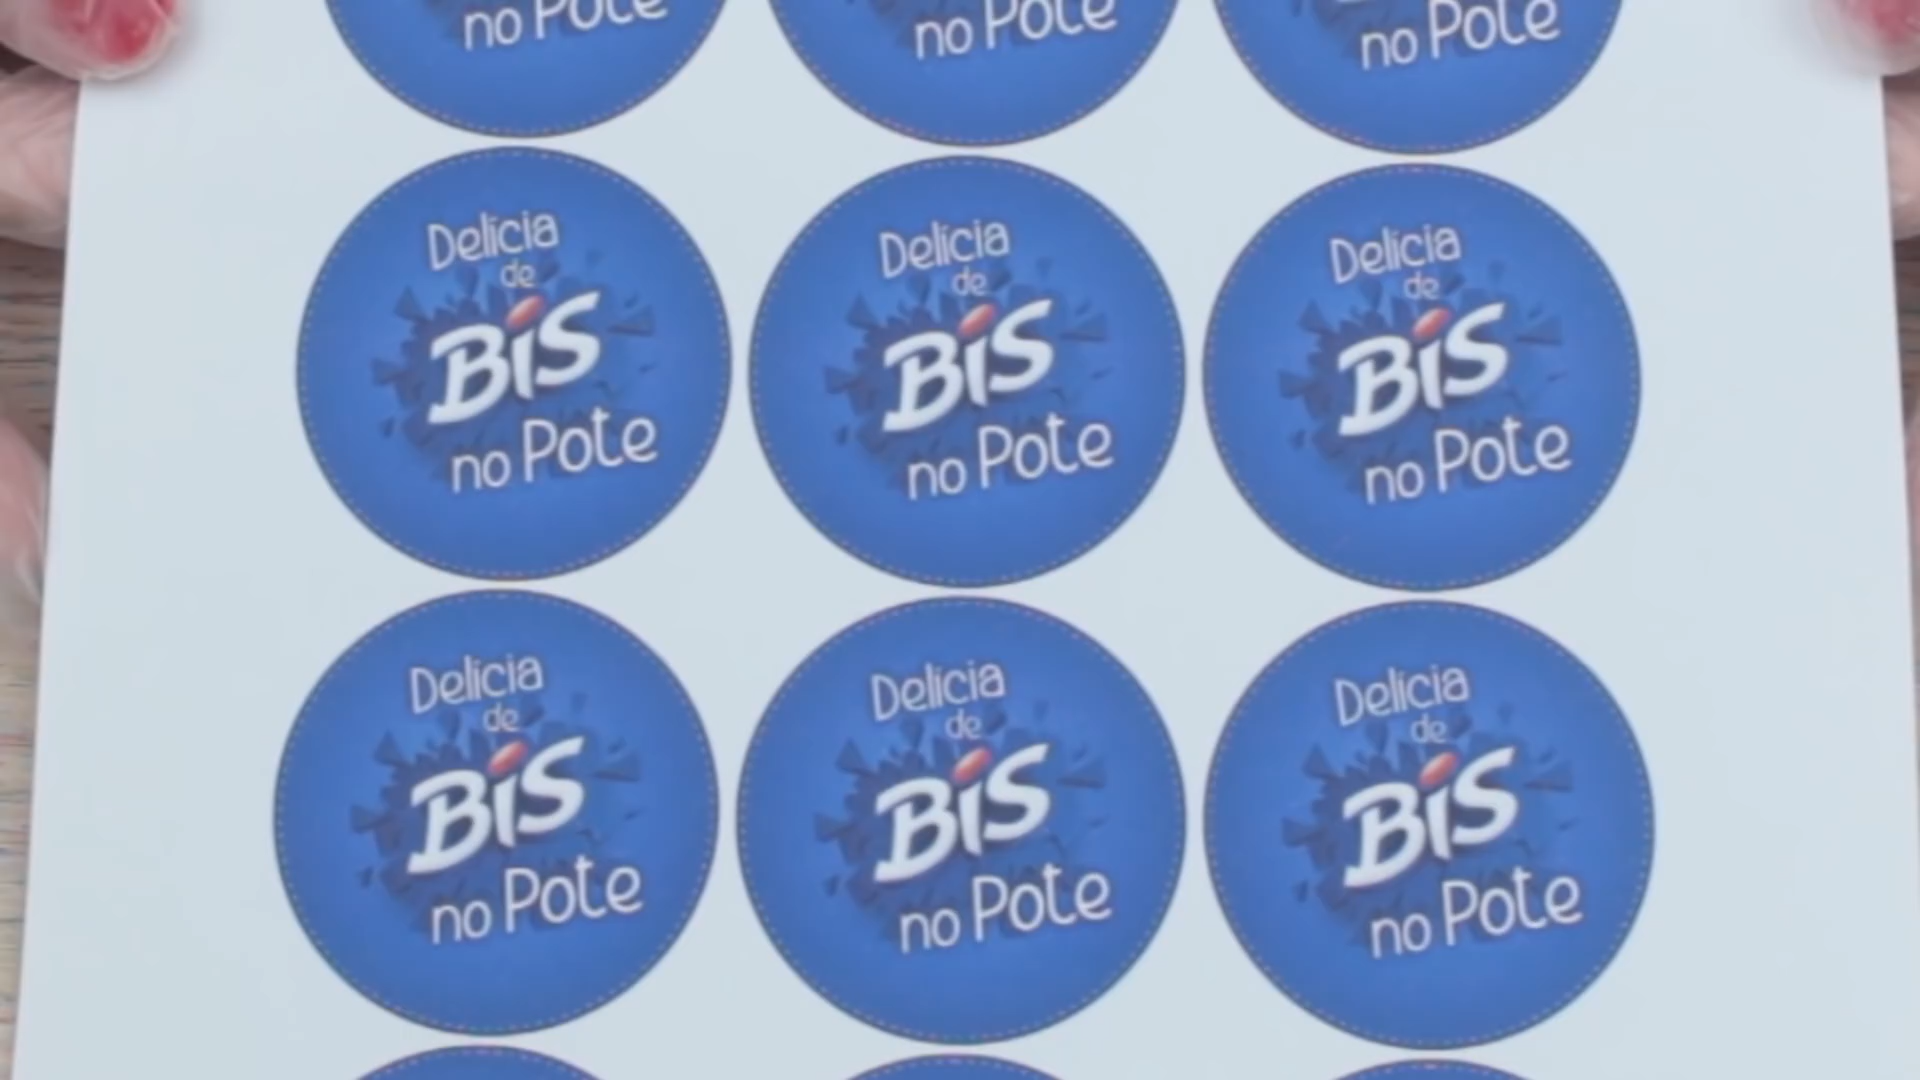 no Pote
no Pote
no Pote
Delícia
de
BiS
no Pote
Delícia
de
BiS
no Pote
Delícia
de
BiS
no Pote
Delícia
de
BiS
no Pote
Delícia
de
BiS
no Pote
Delícia
de
BiS
no Pote